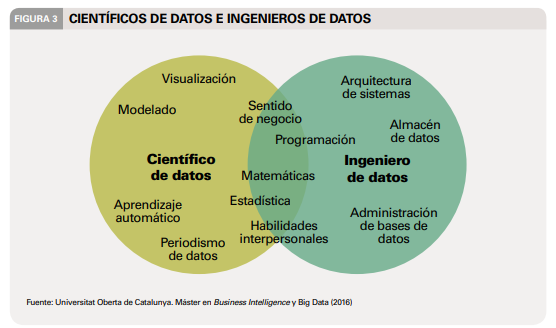 FIGURA 3 CIENTÍFICOS DE DATOS E INGENIEROS DE DATOS
Visualización
Modelado
Científico
de datos
Aprendizaje
automático
Periodismo
de datos
Sentido
de negocio
Programación
Matemáticas
Estadística
Habilidades
interpersonales
Arquitectura
de sistemas
Almacén
de datos
Ingeniero
de datos
Administración
de bases de
datos
Fuente: Universitat Oberta de Catalunya. Máster en Business Intelligence y Big Data (2016)